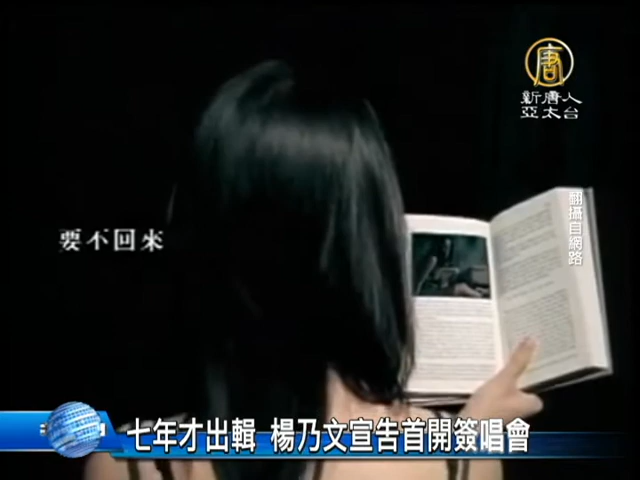 新唐人
亞太台
翻攝自網路
要不回來
七年才出輯 楊乃文宣告首開簽唱會